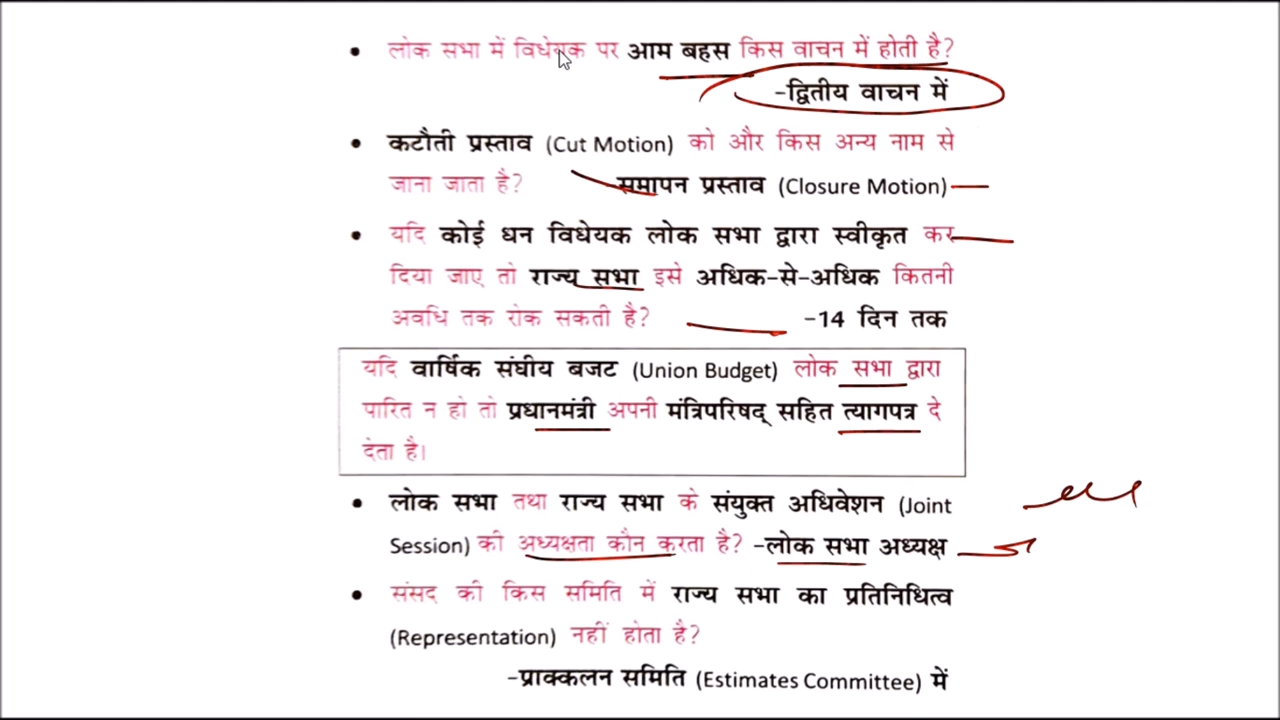 • लोक सभा में विधेयक पर आम बहस किस वाचन में होती है?
-द्वितीय वाचन में
• कटौती प्रस्ताव (Cut Motion) को और किस अन्य नाम से
जाना जाता है? समापन प्रस्ताव (Closure Motion)
• यदि कोई धन विधेयक लोक सभा द्वारा स्वीकृत कर
दिया जाए तो राज्य सभा इसे अधिक-से-अधिक कितनी
अवधि तक रोक सकती है? -14 दिन तक
यदि वार्षिक संघीय बजट (Union Budget) लोक सभा द्वारा
पारित न हो तो प्रधानमंत्री अपनी मंत्रिपरिषद् सहित त्यागपत्र दे
देता है।
• लोक सभा तथा राज्य सभा के संयुक्त अधिवेशन (Joint
Session) की अध्यक्षता कौन करता है? -लोक सभा अध्यक्ष
• संसद की किस समिति में राज्य सभा का प्रतिनिधित्व
(Representation) नहीं होता है?
-प्राक्कलन समिति (Estimates Committee) में